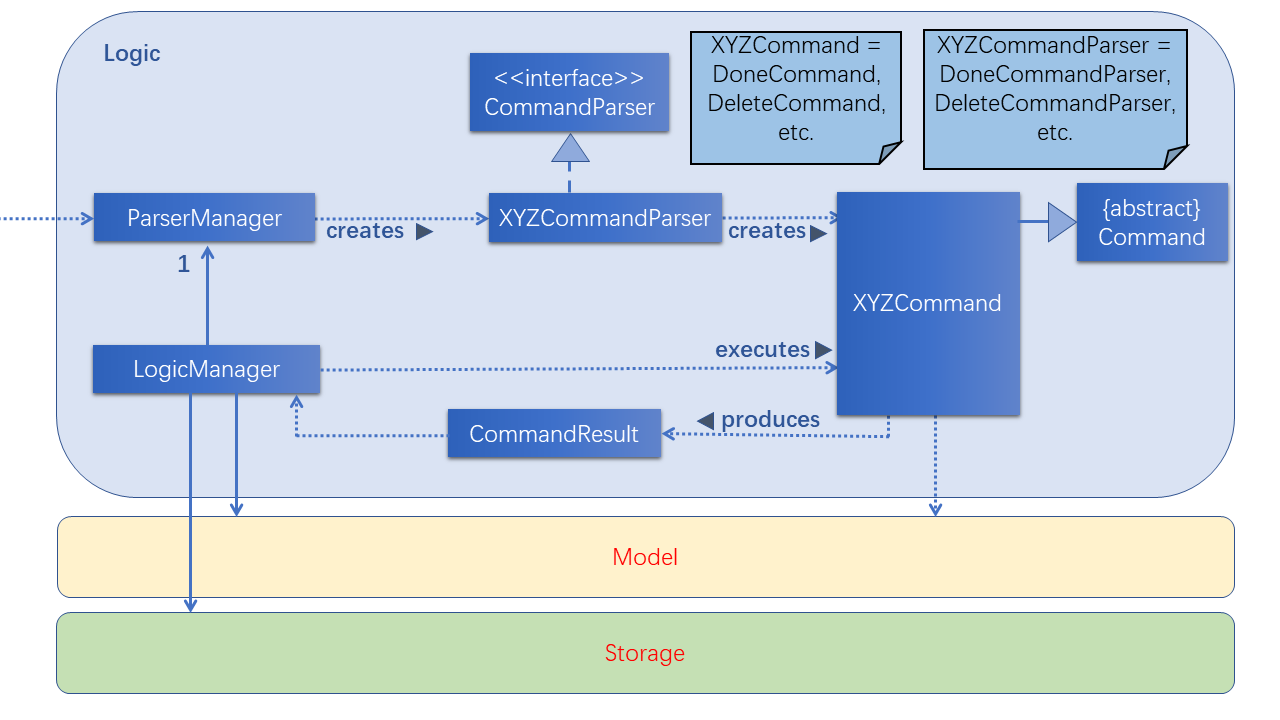 Logic
<<interface>>
CommandParser
XYZCommand =
DoneCommand,
DeleteCommand,
etc.
XYZCommandParser =
DoneCommandParser,
DeleteCommandParser,
etc.
ParserManager
creates
XYZCommandParser
creates
{abstract}
Command
1
XYZCommand
LogicManager
executes
CommandResult
produces
Model
Storage